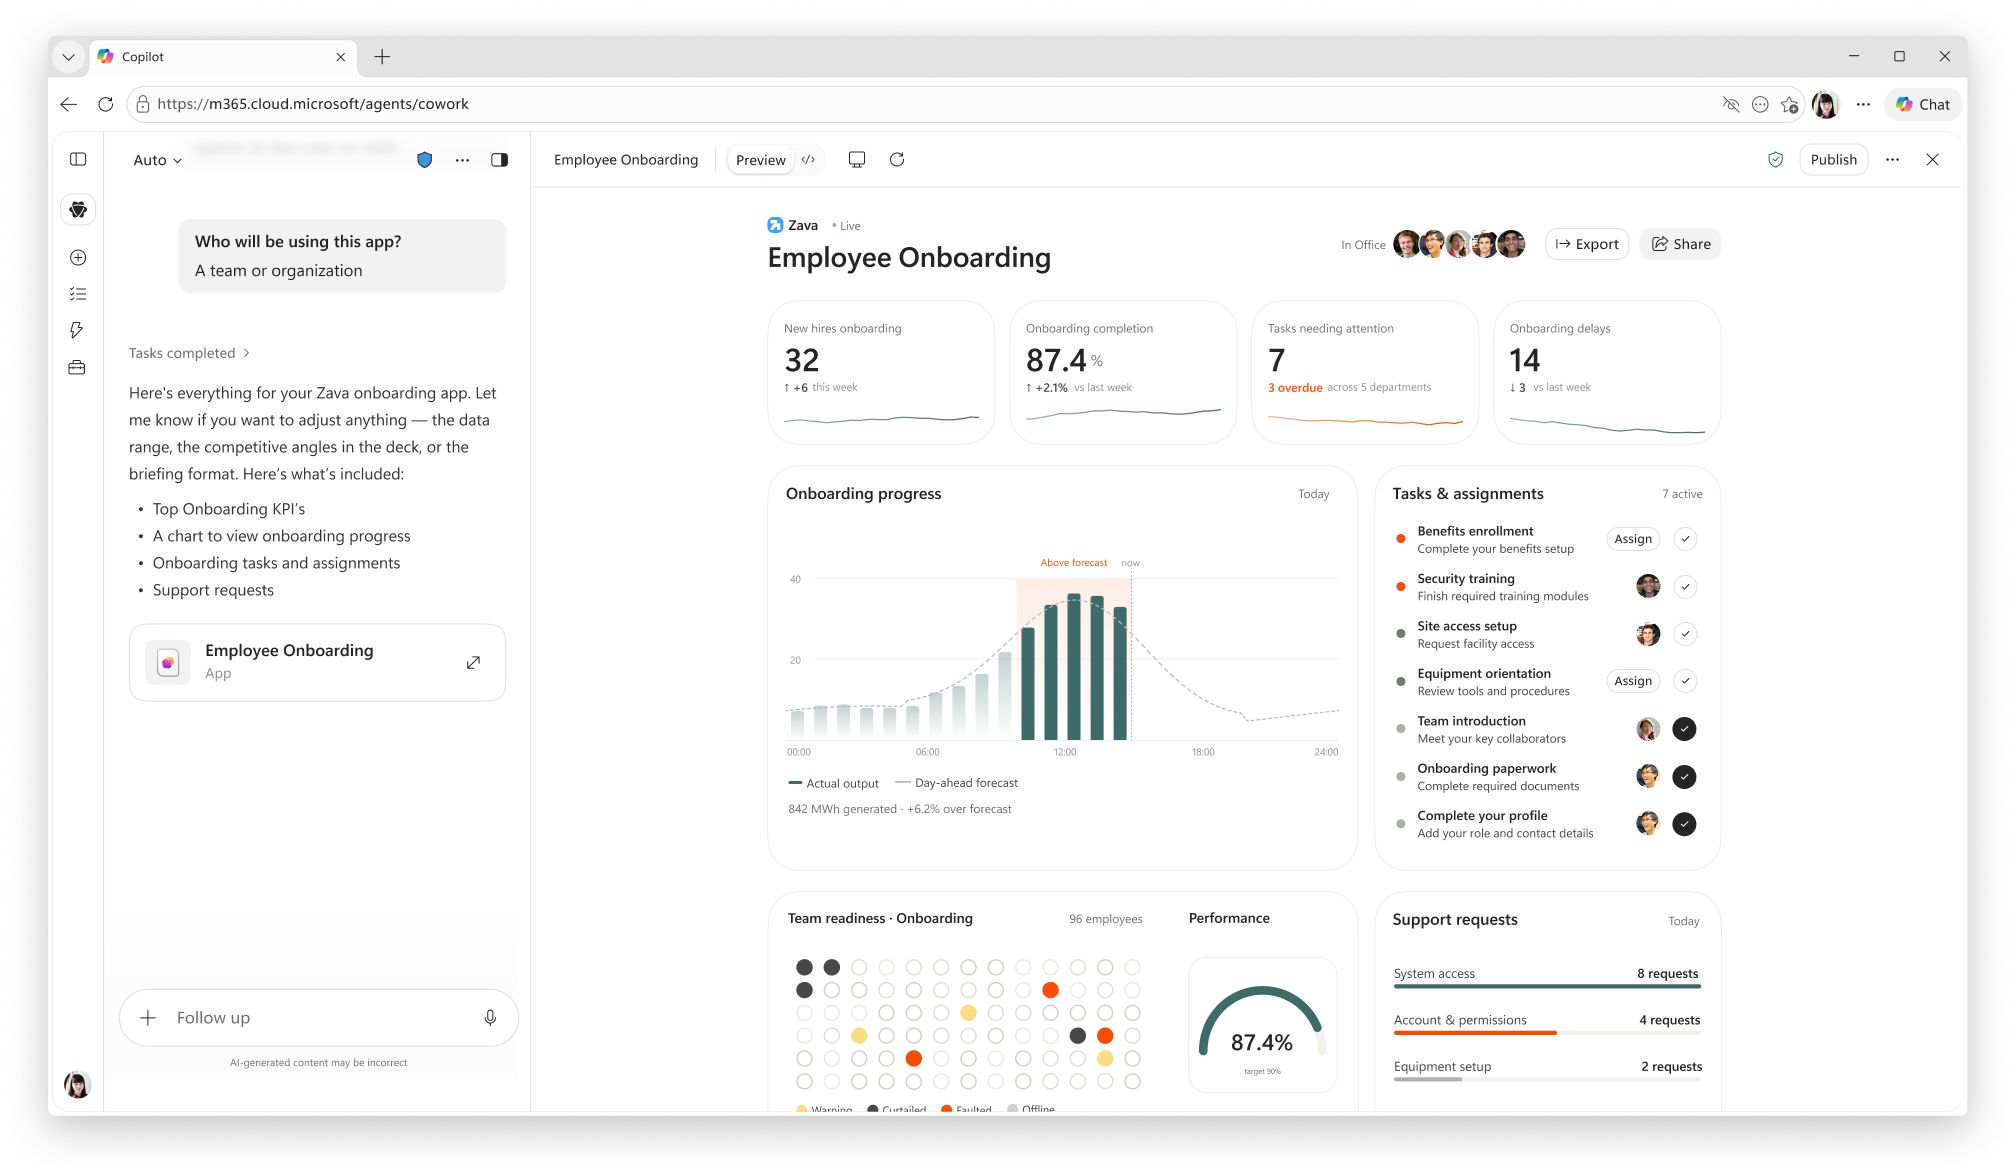 Copilot
https://m365.cloud.microsoft/agents/cowork
Chat
Auto
Who will be using this app?
A team or organization
Tasks completed
Here's everything for your Zava onboarding app. Let
me know if you want to adjust anything — the data
range, the competitive angles in the deck, or the
briefing format. Here’s what’s included:
• Top Onboarding KPI’s
• A chart to view onboarding progress
• Onboarding tasks and assignments
• Support requests
Employee Onboarding
App
Follow up
AI-generated content may be incorrect
Employee Onboarding
Preview
Publish
Zava
• Live
Employee Onboarding
In Office
Export
Share
New hires onboarding
32
↑ +6 this week
Onboarding completion
87.4 %
↑ +2.1% vs last week
Tasks needing attention
7
3 overdue across 5 departments
Onboarding delays
14
↓ 3 vs last week
Onboarding progress
Today
Above forecast
now
40
20
00:00
06:00
12:00
18:00
24:00
Actual output
Day-ahead forecast
842 MWh generated · +6.2% over forecast
Tasks & assignments
7 active
Benefits enrollment
Complete your benefits setup
Assign
Security training
Finish required training modules
Site access setup
Request facility access
Equipment orientation
Review tools and procedures
Assign
Team introduction
Meet your key collaborators
Onboarding paperwork
Complete required documents
Complete your profile
Add your role and contact details
Team readiness · Onboarding
96 employees
Warning
Curtailed
Faulted
Offline
Performance
87.4%
target 90%
Support requests
Today
System access
8 requests
Account & permissions
4 requests
Equipment setup
2 requests